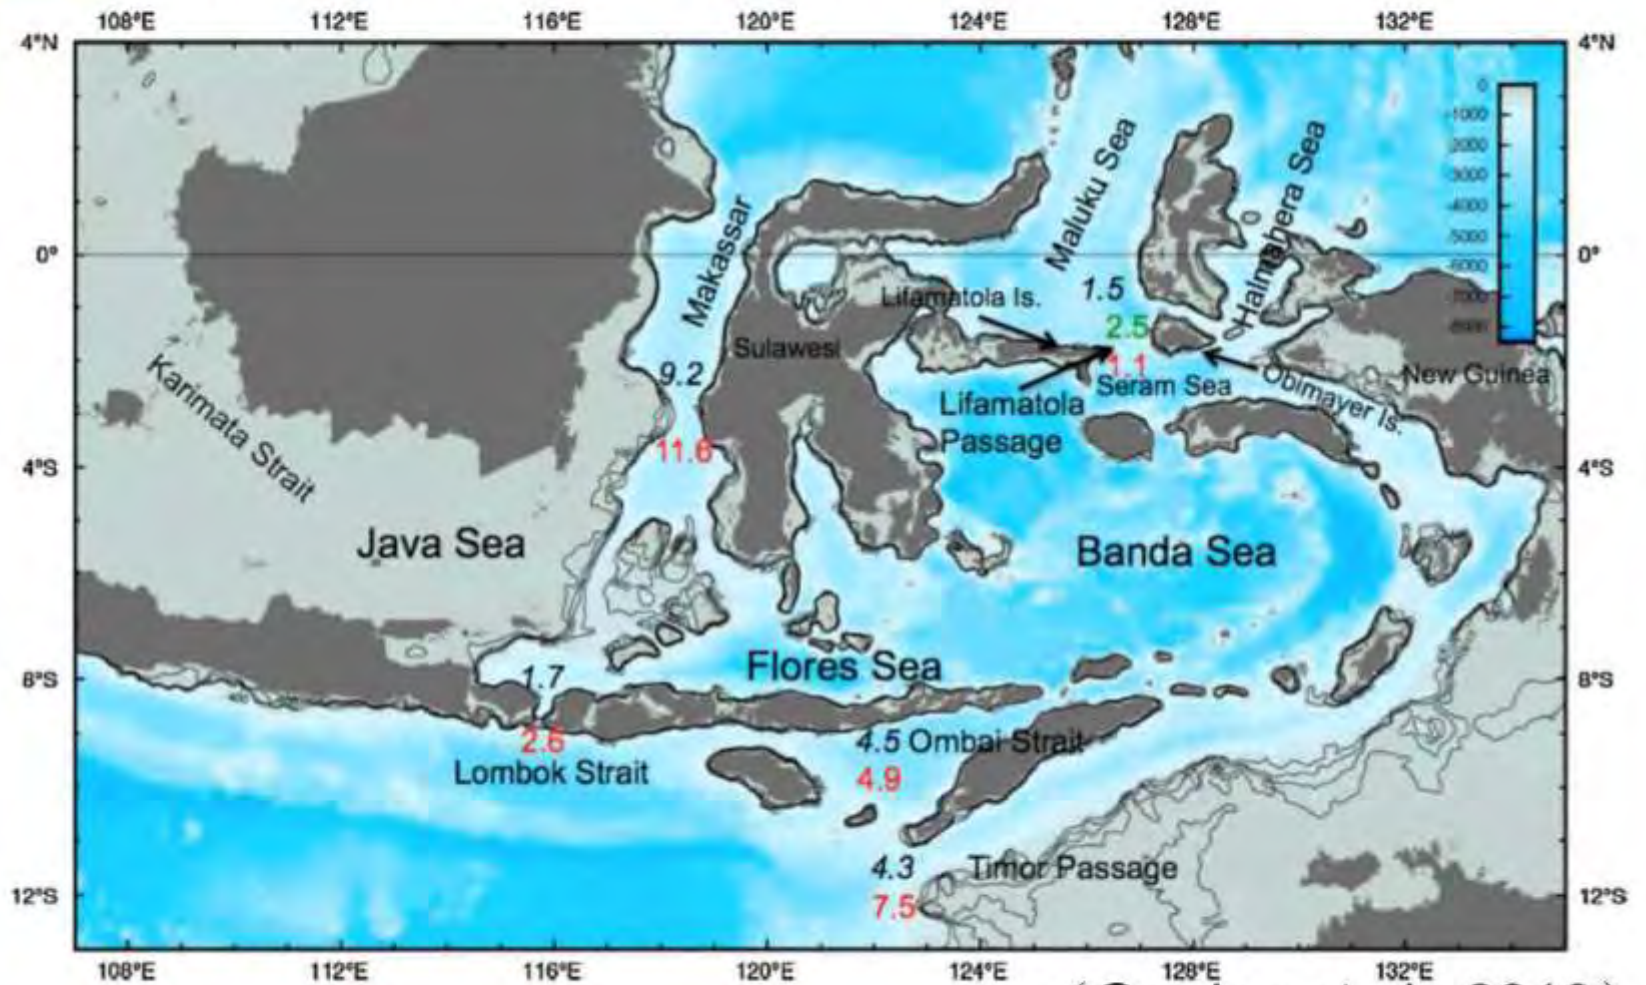 108°E 112°E 116°E 120°E 124°E 128°E 132°E
4°N 4°N
0
-1000
-2000
-3000
-4000
-5000
-6000
-7000
-8000
Maluku Sea
Halmahera Sea
Makassar
0° 0°
Lifamatola Is.
1.5
2.5
Sulawesi
1.1
9.2
Seram Sea
Obimayer Is.
New Guinea
Karimata Strait
Lifamatola
Passage
11.6
4°S 4°S
Java Sea
Banda Sea
Flores Sea
8°S 8°S
1.7
2.6
4.5 Ombai Strait
Lombok Strait
4.9
4.3 Timor Passage
7.5
12°S 12°S
108°E 112°E 116°E 120°E 124°E 128°E 132°E